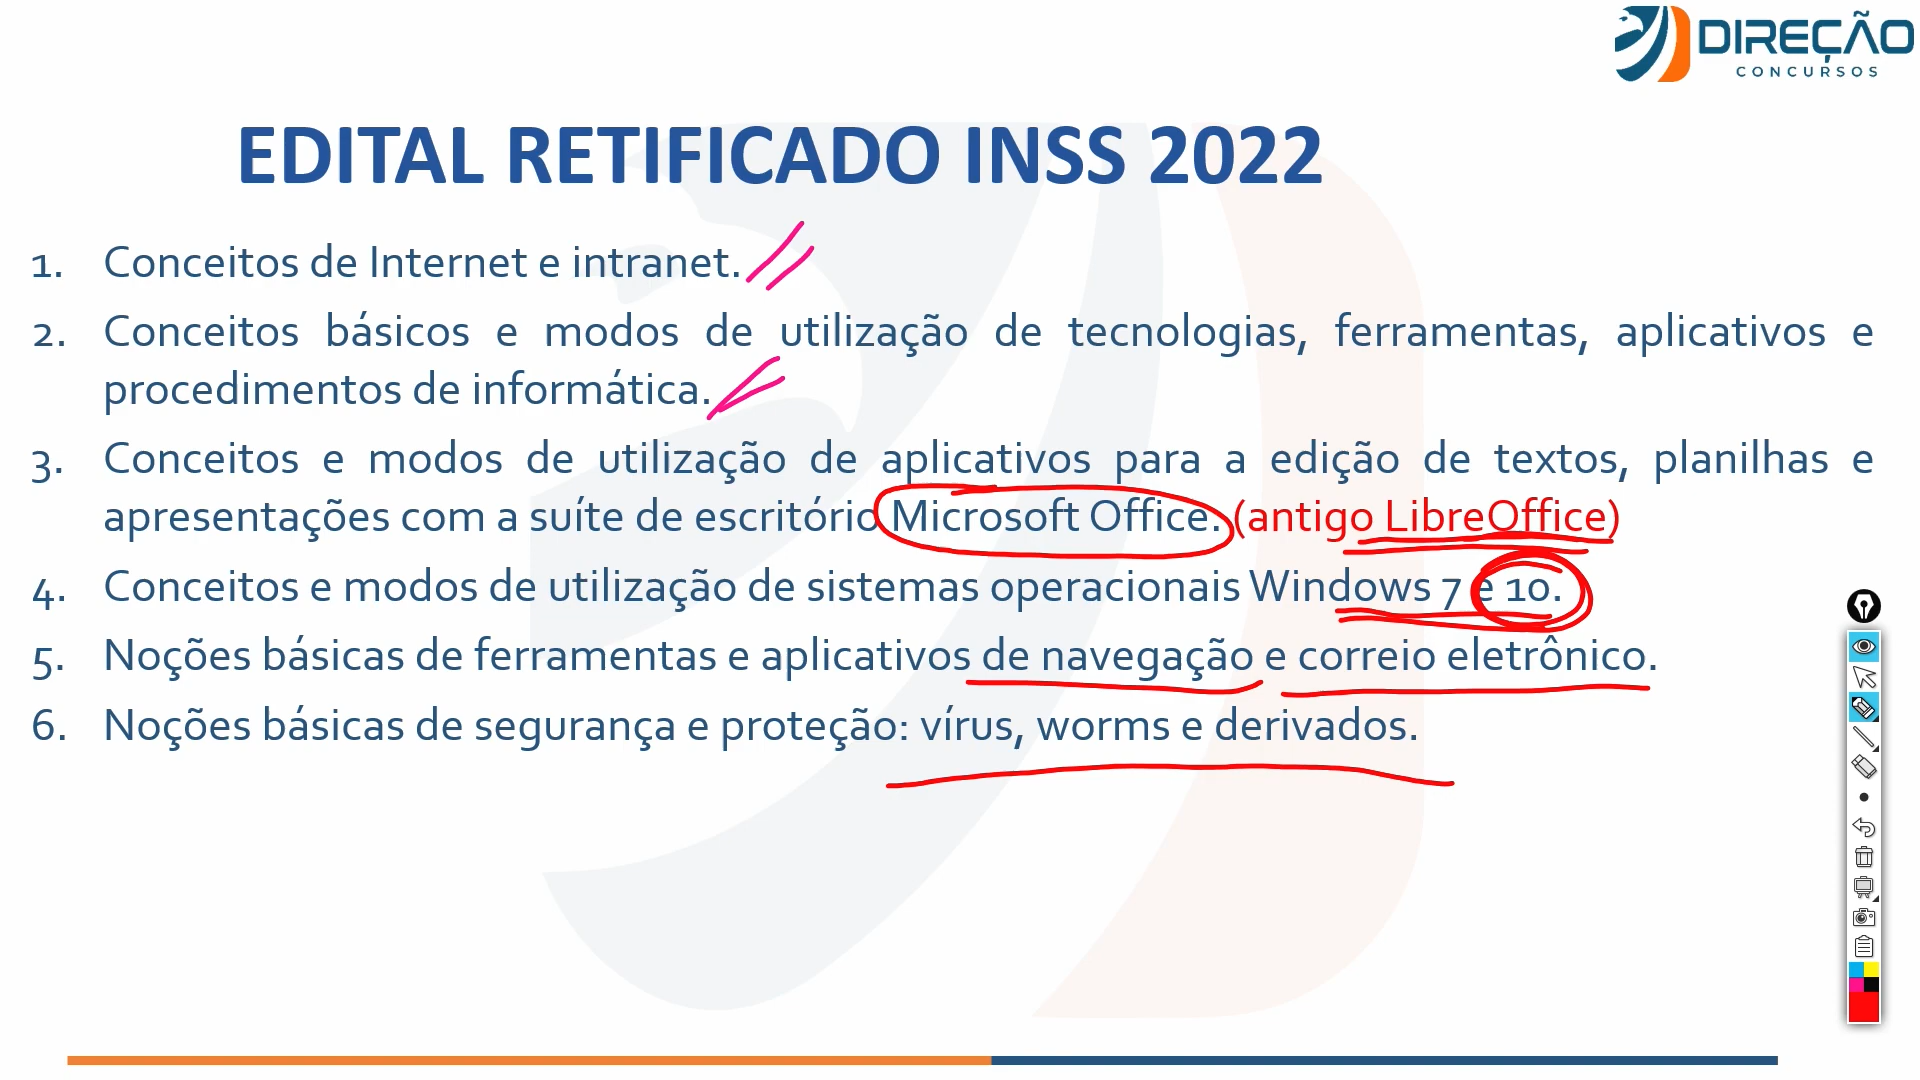 DIREÇÃO
CONCURSOS
EDITAL RETIFICADO INSS 2022
1. Conceitos de Internet e intranet.
2. Conceitos básicos e modos de utilização de tecnologias, ferramentas, aplicativos e
procedimentos de informática.
3. Conceitos e modos de utilização de aplicativos para a edição de textos, planilhas e
apresentações com a suíte de escritório Microsoft Office. (antigo LibreOffice)
4. Conceitos e modos de utilização de sistemas operacionais Windows 7 e 10.
5. Noções básicas de ferramentas e aplicativos de navegação e correio eletrônico.
6. Noções básicas de segurança e proteção: vírus, worms e derivados.